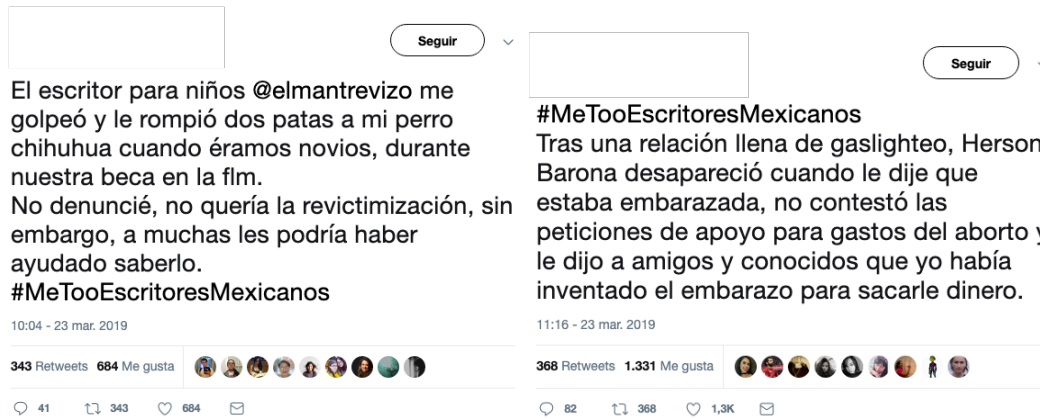 Seguir
El escritor para niños @elmantrevizo me
golpeó y le rompió dos patas a mi perro
chihuhua cuando éramos novios, durante
nuestra beca en la flm.
No denuncié, no quería la revictimización, sin
embargo, a muchas les podría haber
ayudado saberlo.
#MeTooEscritoresMexicanos
10:04 - 23 mar. 2019
343 Retweets 684 Me gusta
41 343 684
Seguir
#MeTooEscritoresMexicanos
Tras una relación llena de gaslighteo, Herson
Barona desapareció cuando le dije que
estaba embarazada, no contestó las
peticiones de apoyo para gastos del aborto y
le dijo a amigos y conocidos que yo había
inventado el embarazo para sacarle dinero.
11:16 - 23 mar. 2019
368 Retweets 1.331 Me gusta
82 368 1,3K